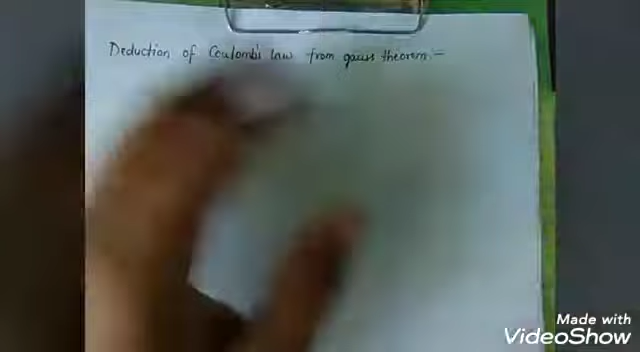 Deduction of Coulomb's law from gauss theorem :-
Made with
VideoShow